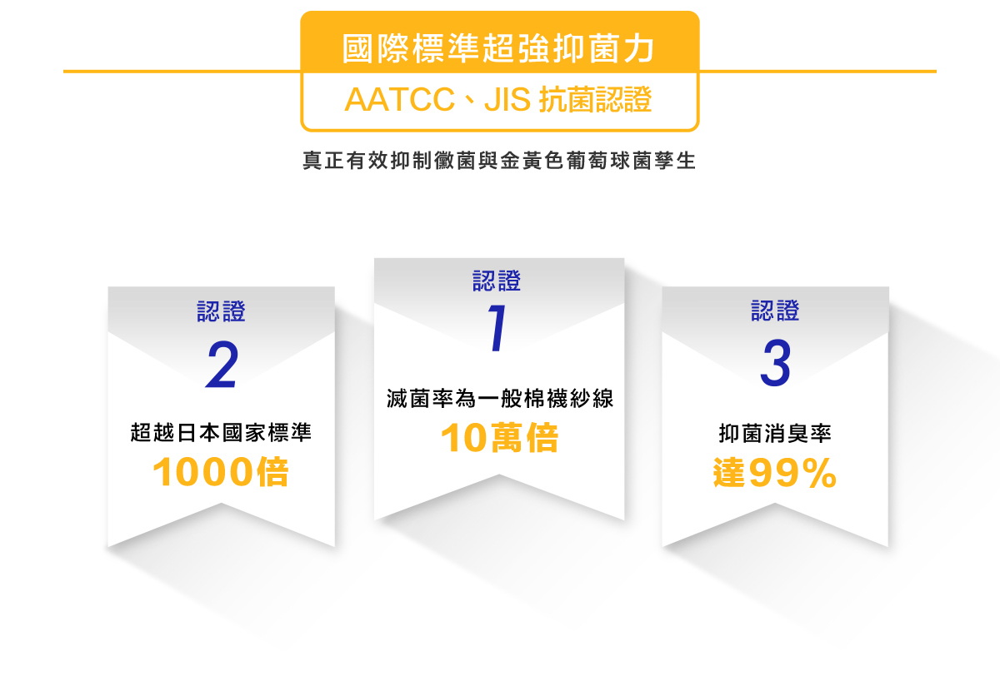 國際標準超強抑菌力
AATCC、JIS 抗菌認證
真正有效抑制黴菌與金黃色葡萄球菌孳生
認證
2
超越日本國家標準
1000倍
認證
1
滅菌率為一般棉襪紗線
10萬倍
認證
3
抑菌消臭率
達99%